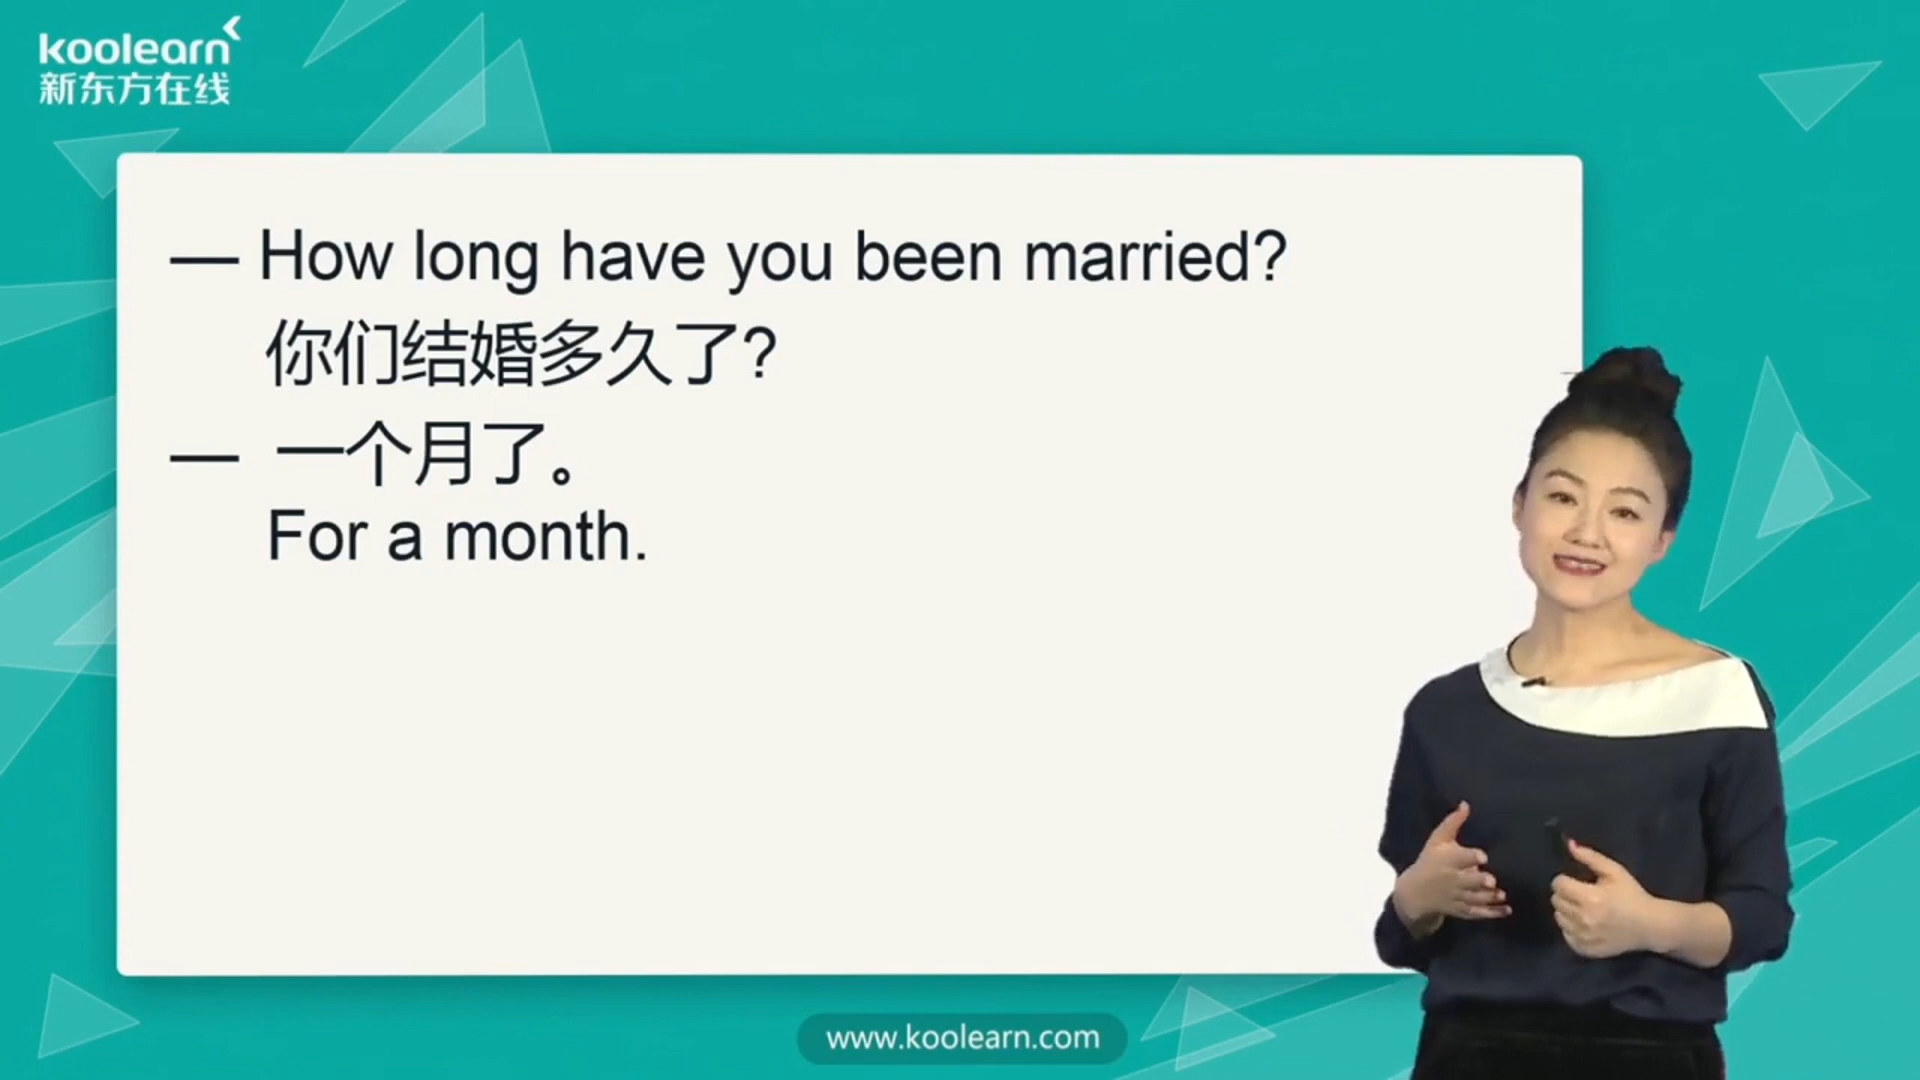 koolearn
新东方在线
— How long have you been married?
你们结婚多久了?
— 一个月了。
For a month.
www.koolearn.com